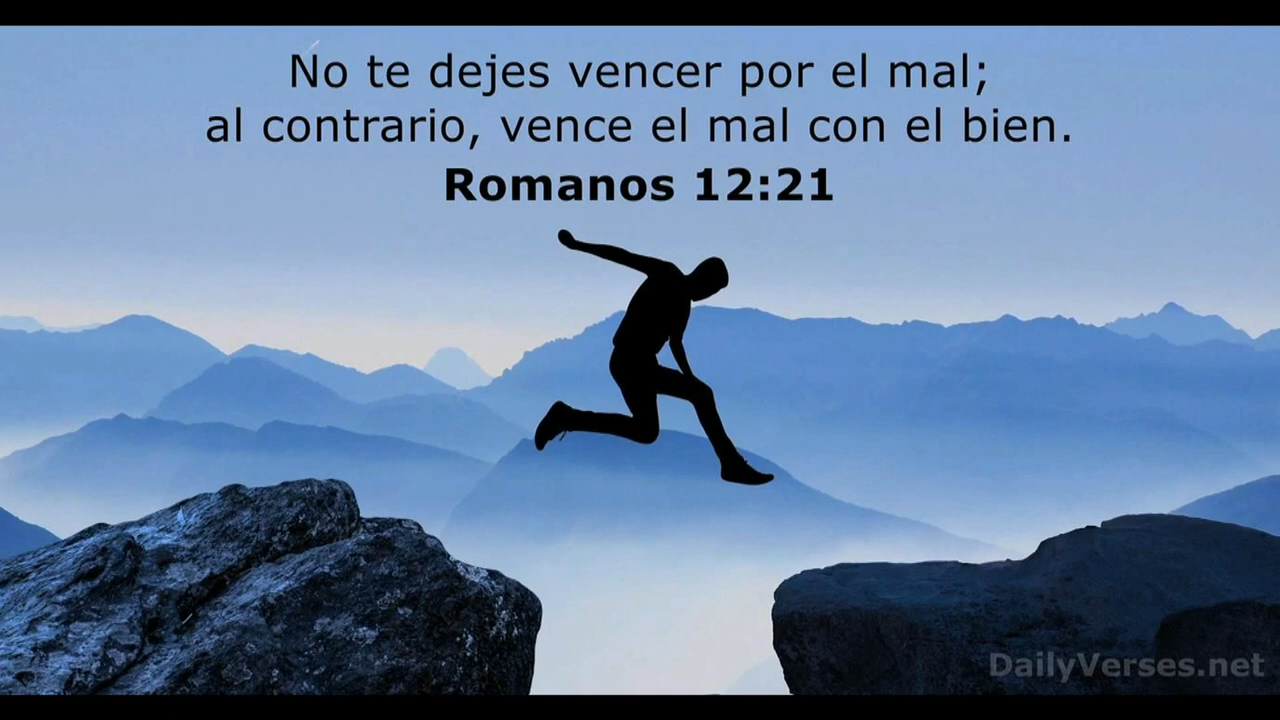 No te dejes vencer por el mal;
al contrario, vence el mal con el bien.
Romanos 12:21
DailyVerses.net